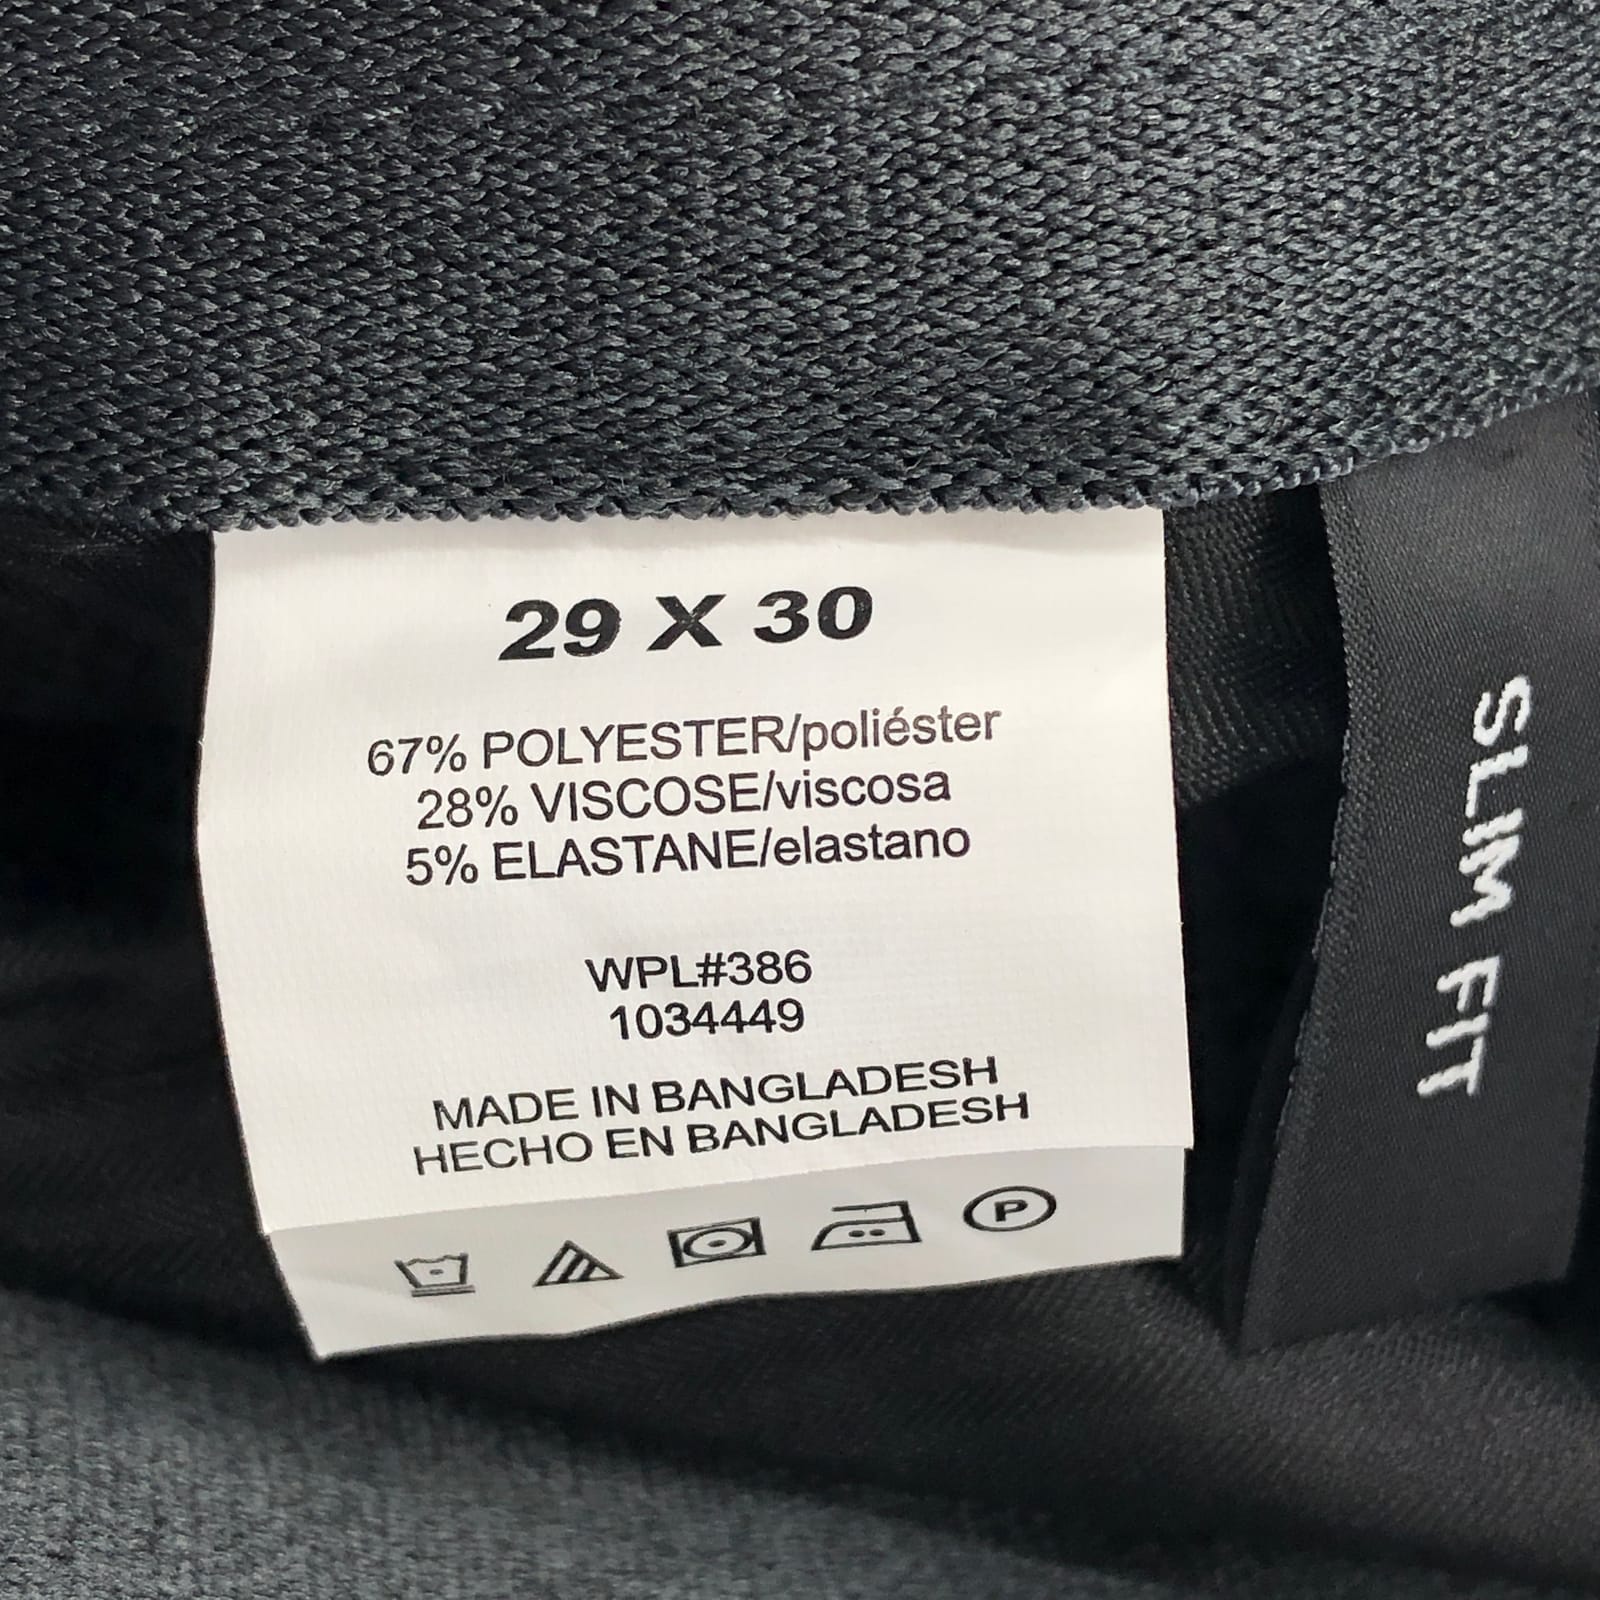 29 X 30
67% POLYESTER/poliéster
28% VISCOSE/viscosa
5% ELASTANE/elastano
WPL#386
1034449
MADE IN BANGLADESH
HECHO EN BANGLADESH
P
SLIM FIT